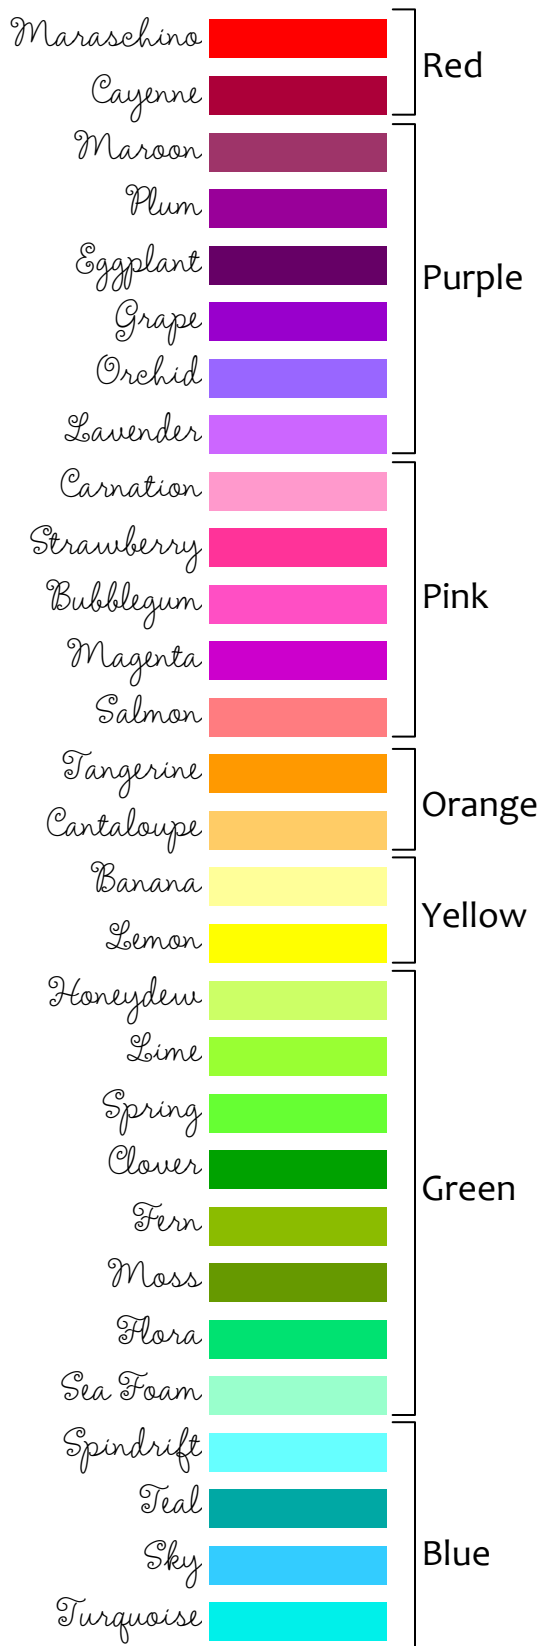 Maraschino
Cayenne
Red
Maroon
Plum
Eggplant
Grape
Orchid
Lavender
Purple
Carnation
Strawberry
Bubblegum
Magenta
Salmon
Pink
Tangerine
Cantaloupe
Orange
Banana
Lemon
Yellow
Honeydew
Lime
Spring
Clover
Fern
Moss
Flora
Sea Foam
Green
Spindrift
Teal
Sky
Turquoise
Blue